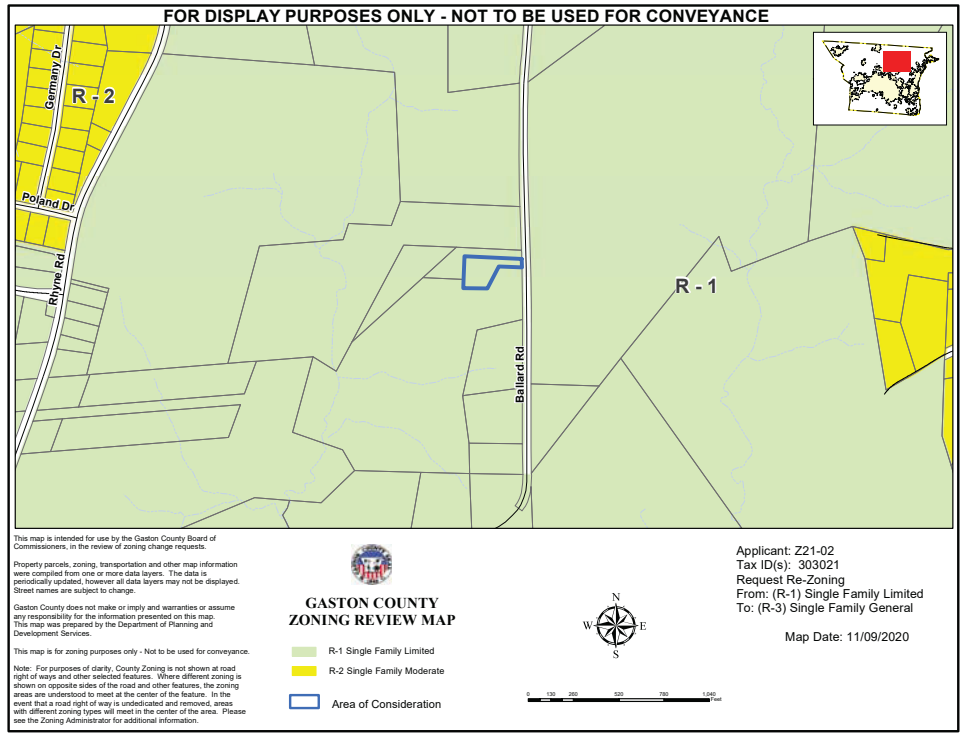 FOR DISPLAY PURPOSES ONLY - NOT TO BE USED FOR CONVEYANCE
Germany Dr
R - 2
Poland Dr
Rhyne Rd
R - 1
Ballard Rd
This map is intended for use by the Gaston County Board of
Commissioners, in the review of zoning change requests.
Property parcels, zoning, transportation and other map information
were compiled from one or more data layers. The data is
periodically updated, however all data layers may not be displayed.
Street names are subject to change.
Gaston County does not make or imply and warranties or assume
any responsibility for the information presented on this map.
This map was prepared by the Department of Planning and
Development Services.
This map is for zoning purposes only - Not to be used for conveyance.
Note: For purposes of clarity, County Zoning is not shown at road
right of ways and other selected features. Where different zoning is
shown on opposite sides of the road and other features, the zoning
areas are understood to meet at the center of the feature. In the
event that a road right of way is undedicated and removed, areas
with different zoning types will meet in the center of the area. Please
see the Zoning Administrator for additional information.
GASTON COUNTY
ZONING REVIEW MAP
R-1 Single Family Limited
R-2 Single Family Moderate
Area of Consideration
N
W
E
S
0 130 260 520 780 1,040
Feet
Applicant: Z21-02
Tax ID(s): 303021
Request Re-Zoning
From: (R-1) Single Family Limited
To: (R-3) Single Family General
Map Date: 11/09/2020